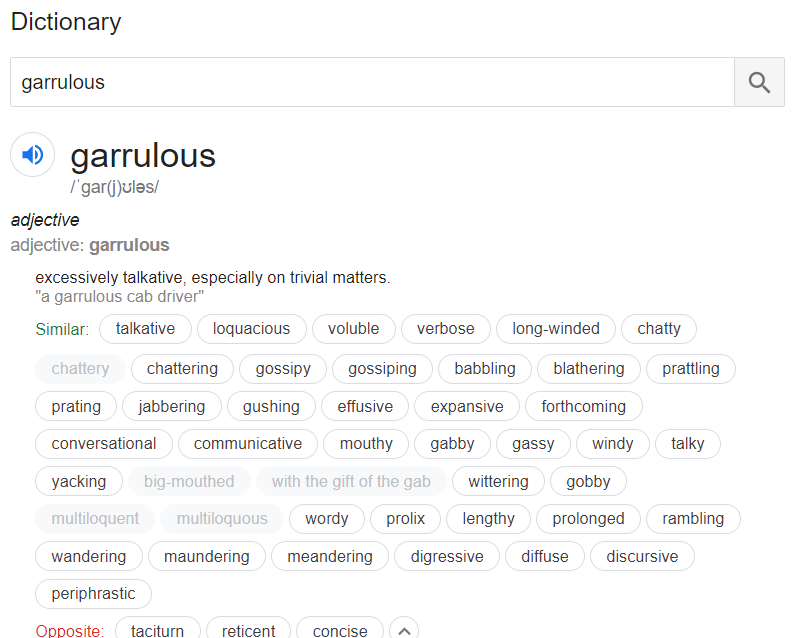 Dictionary
garrulous
garrulous
/ˈɡar(j)ʊləs/
adjective
adjective: garrulous
excessively talkative, especially on trivial matters.
"a garrulous cab driver"
Similar: talkative loquacious voluble verbose long-winded chatty
chattery chattering gossipy gossiping babbling blathering prattling
prating jabbering gushing effusive expansive forthcoming
conversational communicative mouthy gabby gassy windy talky
yacking big-mouthed with the gift of the gab wittering gobby
multiloquent multiloquous wordy prolix lengthy prolonged rambling
wandering maundering meandering digressive diffuse discursive
periphrastic
Opposite: taciturn reticent concise